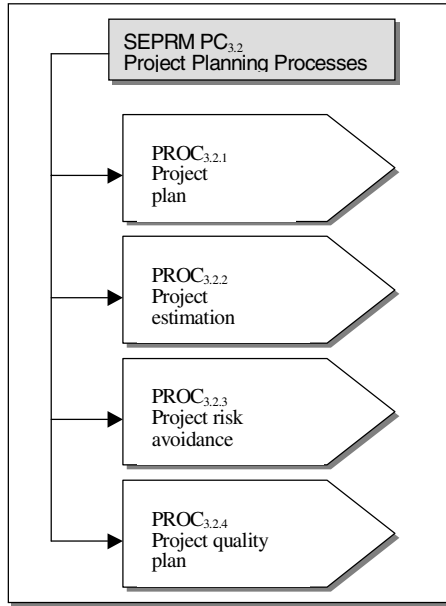 SEPRM PC3.2
Project Planning Processes
PROC3.2.1
Project
plan
PROC3.2.2
Project
estimation
PROC3.2.3
Project risk
avoidance
PROC3.2.4
Project quality
plan